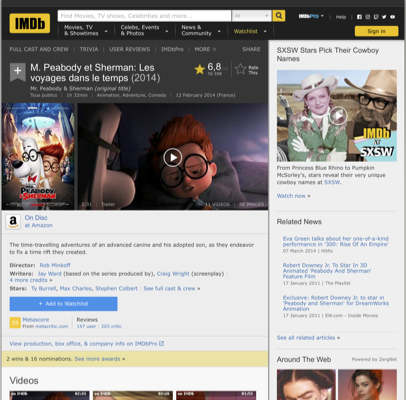 IMDb
Find Movies, TV shows, Celebrities and more...
All
IMDbPro
Help
Movies, TV & Showtimes
Celebs, Events & Photos
News & Community
Watchlist
Sign in
FULL CAST AND CREW | TRIVIA | USER REVIEWS | IMDbPro | MORE
SHARE
M. Peabody et Sherman: Les voyages dans le temps (2014)
Mr. Peabody & Sherman (original title)
Tous publics | 1h 32min | Animation, Adventure, Comedy | 12 February 2014 (France)
6,8
Rate This
PEABODY & SHERMAN
2:31 | Trailer
11 VIDEOS
On Disc
at Amazon
The time-travelling adventures of an advanced canine and his adopted son, as they endeavor
to fix a time rift they created.
Director: Rob Minkoff
Writers: Jay Ward (based on the series produced by), Craig Wright (screenplay) |
4 more credits »
Stars: Ty Burrell, Max Charles, Stephen Colbert | See full cast & crew »
+ Add to Watchlist
Metascore
From metacritic.com
Reviews
147 user | 203 critic
View production, box office, & company info on IMDbPro
2 wins & 16 nominations. See more awards »
Videos
SXSW Stars Pick Their Cowboy
Names
IMDb
at
SXSW
From Princess Blue Rhino to Pumpkin
McSorley's, stars reveal their very unique
cowboy names at SXSW.
Watch now »
Related News
Eva Green talks about her one-of-a-kind
performance in '300: Rise Of An Empire'
07 March 2014 | Hitfix
Robert Downey Jr. To Star In 3D
Animated 'Peabody And Sherman'
Feature Film
17 January 2011 | The Playlist
Exclusive: Robert Downey Jr. to star in
'Peabody and Sherman' for DreamWorks
Animation
17 January 2011 | EW.com - Inside Movies
See all related articles »
Around The Web
Powered by ZergNet